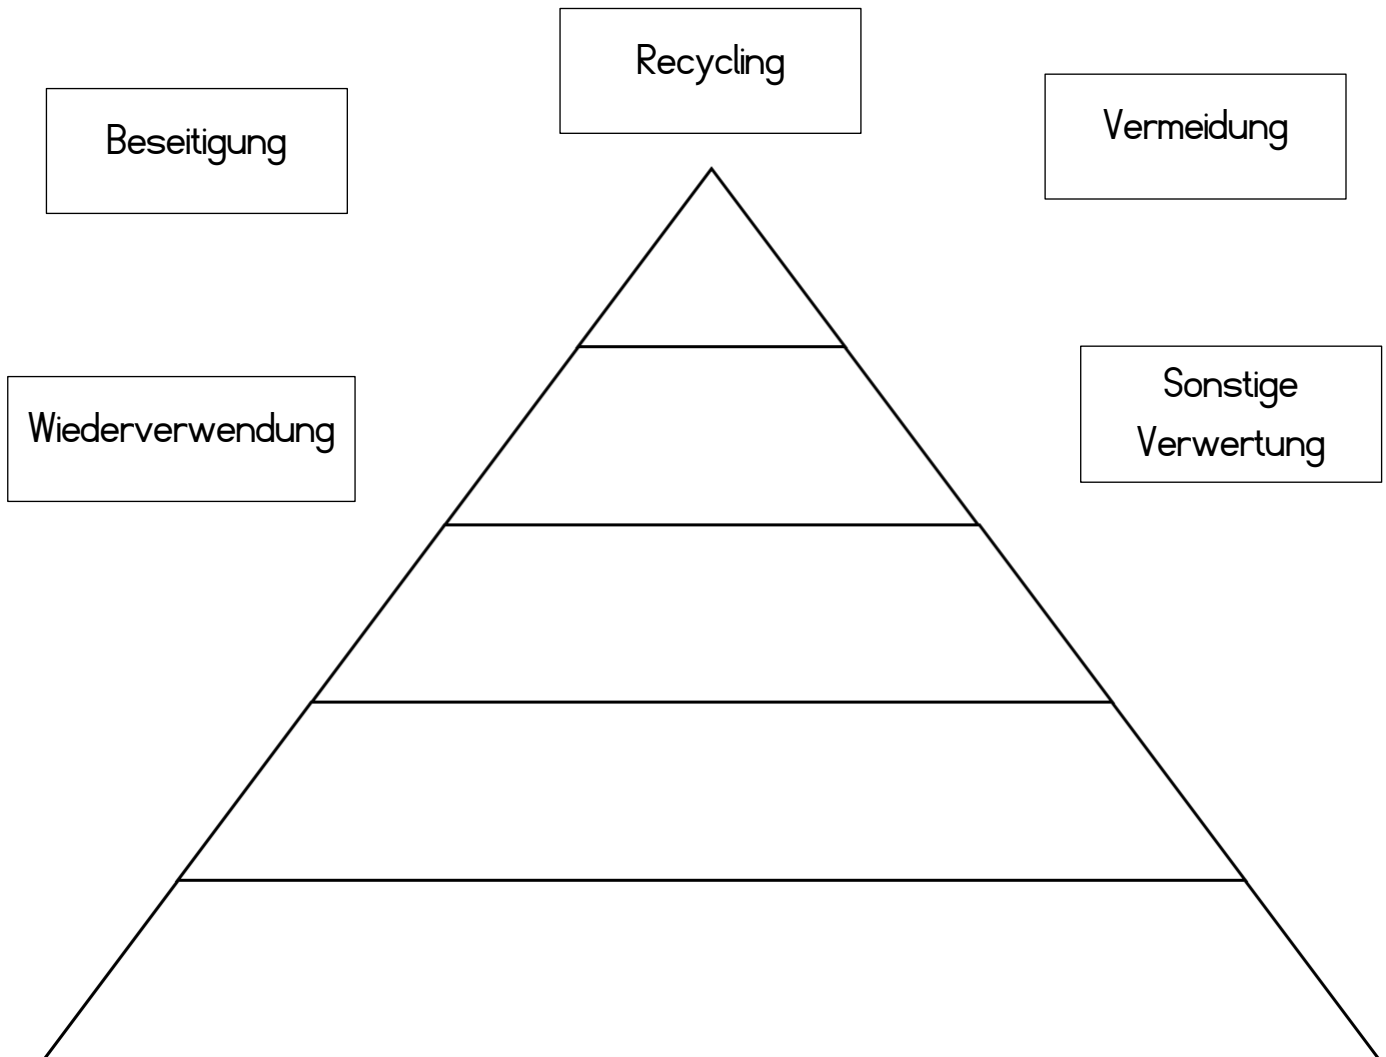 Recycling
Beseitigung
Vermeidung
Wiederverwendung
Sonstige
Verwertung